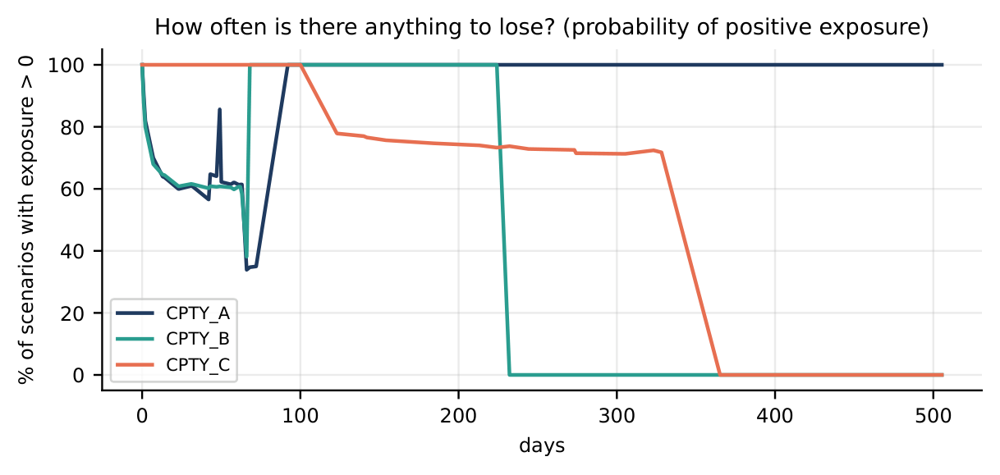 How often is there anything to lose? (probability of positive exposure)
% of scenarios with exposure > 0
100
80
60
40
20
0
CPTY_A
CPTY_B
CPTY_C
0 100 200 300 400 500
days